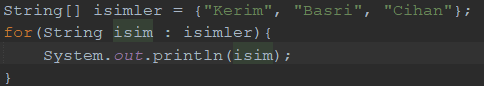 String[] isimler = {"Kerim", "Basri", "Cihan"};
for(String isim : isimler){
    System.out.println(isim);
}